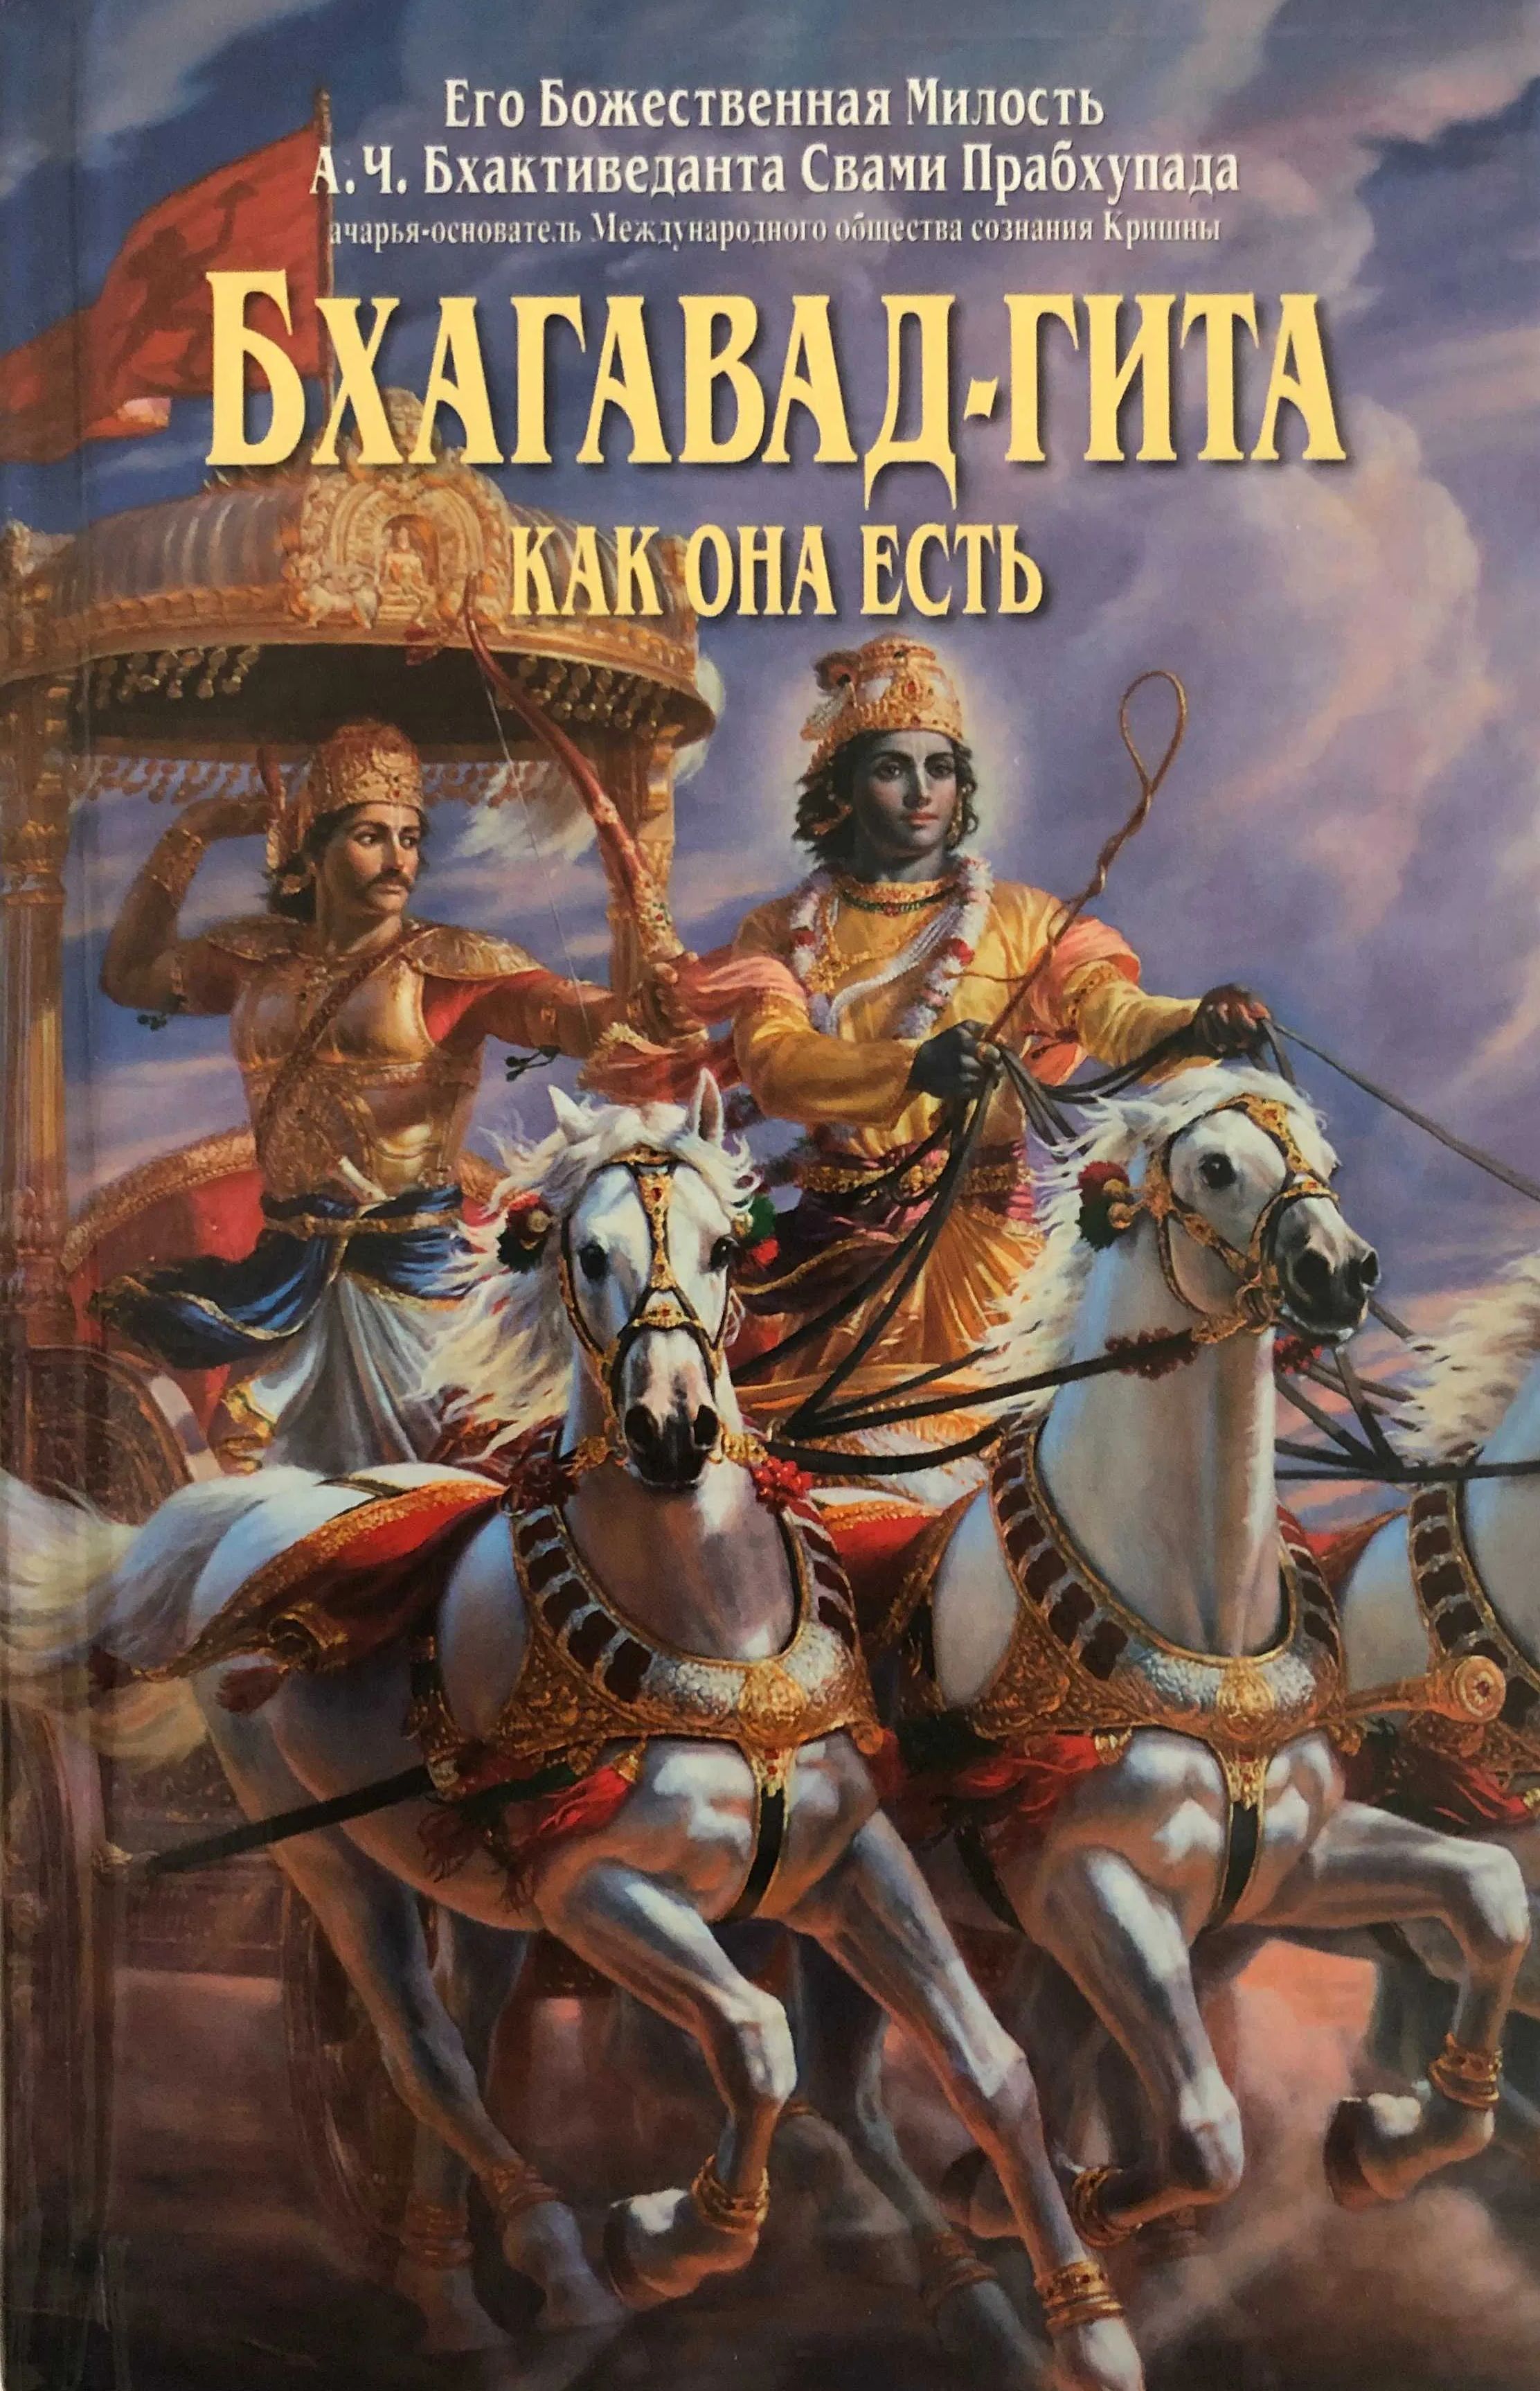 Его Божественная Милость
А.Ч. Бхактиведанта Свами Прабхупада
ачарья-основатель Международного общества сознания Кришны
Бхагавад-гита
как она есть